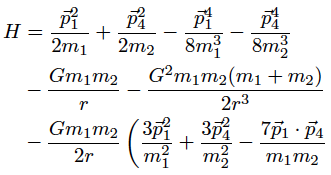 H = \frac{\vec{p}_1^2}{2m_1} + \frac{\vec{p}_4^2}{2m_2} - \frac{\vec{p}_1^4}{8m_1^3} - \frac{\vec{p}_4^4}{8m_2^3}
- \frac{Gm_1m_2}{r} - \frac{G^2m_1m_2(m_1+m_2)}{2r^3}
- \frac{Gm_1m_2}{2r} \left( \frac{3\vec{p}_1^2}{m_1^2} + \frac{3\vec{p}_4^2}{m_2^2} - \frac{7\vec{p}_1 \cdot \vec{p}_4}{m_1m_2}